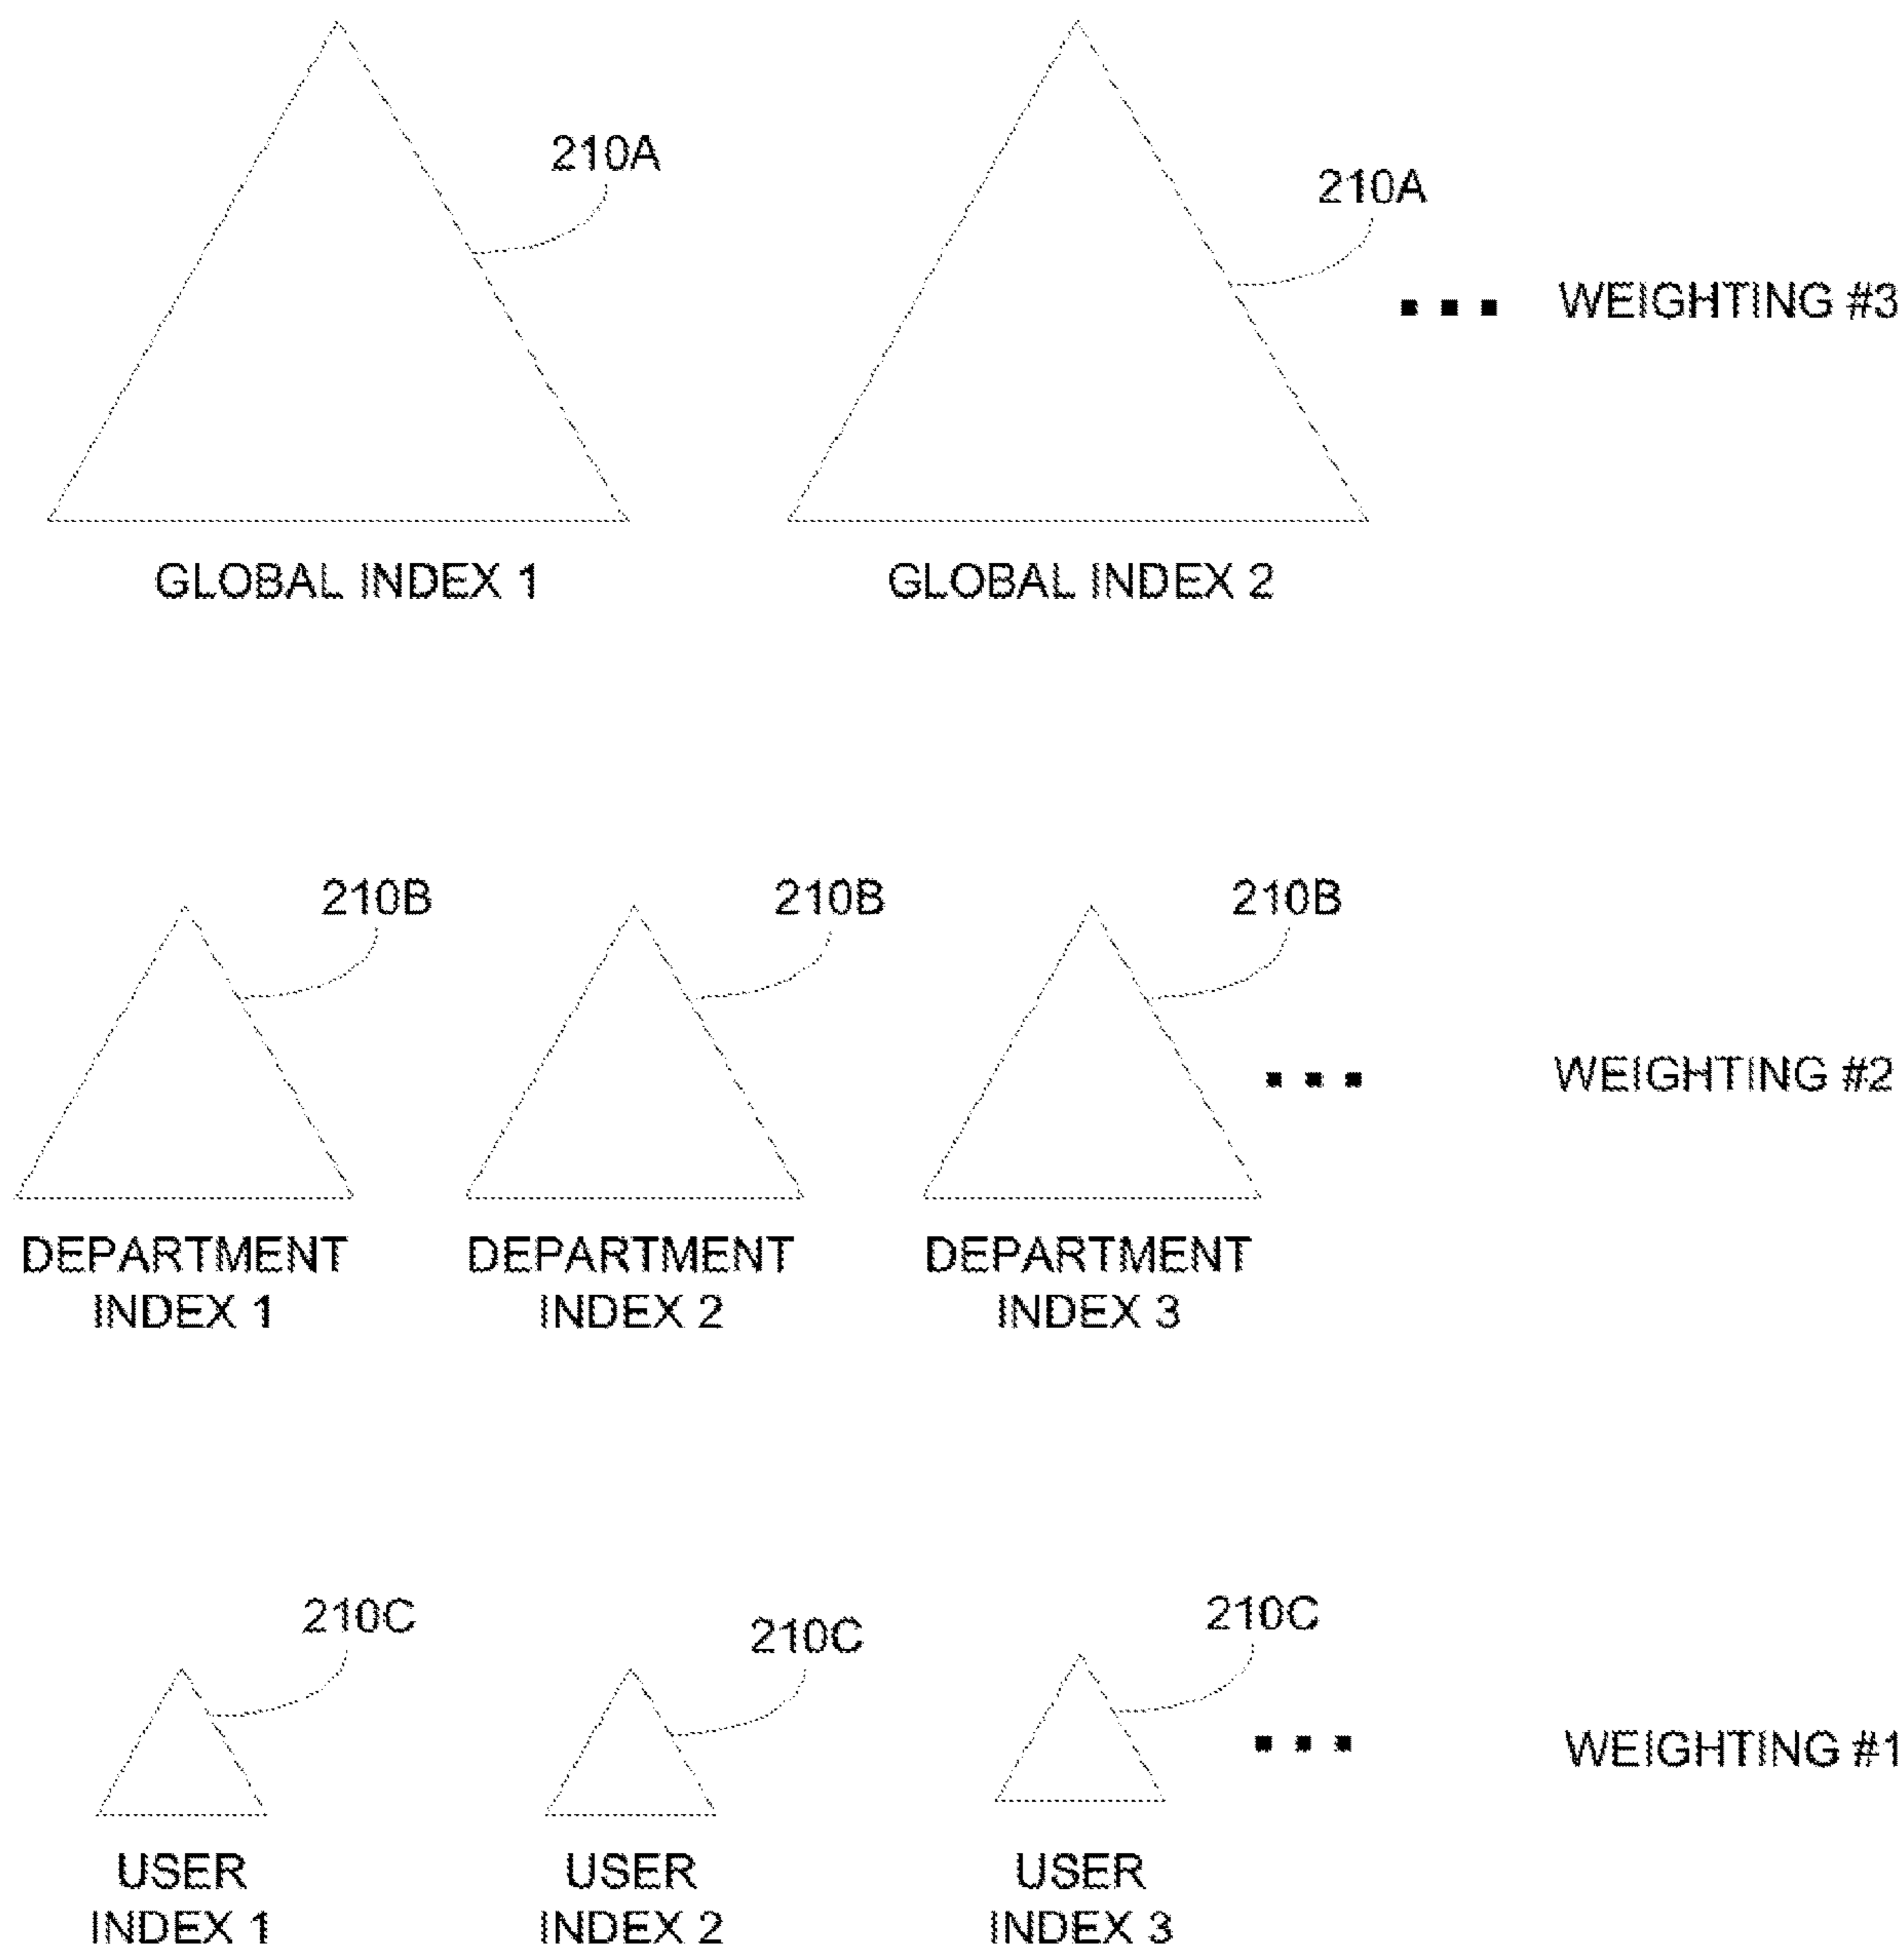 210A
210A
WEIGHTING #3
GLOBAL INDEX 1
GLOBAL INDEX 2
210B
210B
210B
WEIGHTING #2
DEPARTMENT
INDEX 1
DEPARTMENT
INDEX 2
DEPARTMENT
INDEX 3
210C
210C
210C
WEIGHTING #1
USER
INDEX 1
USER
INDEX 2
USER
INDEX 3